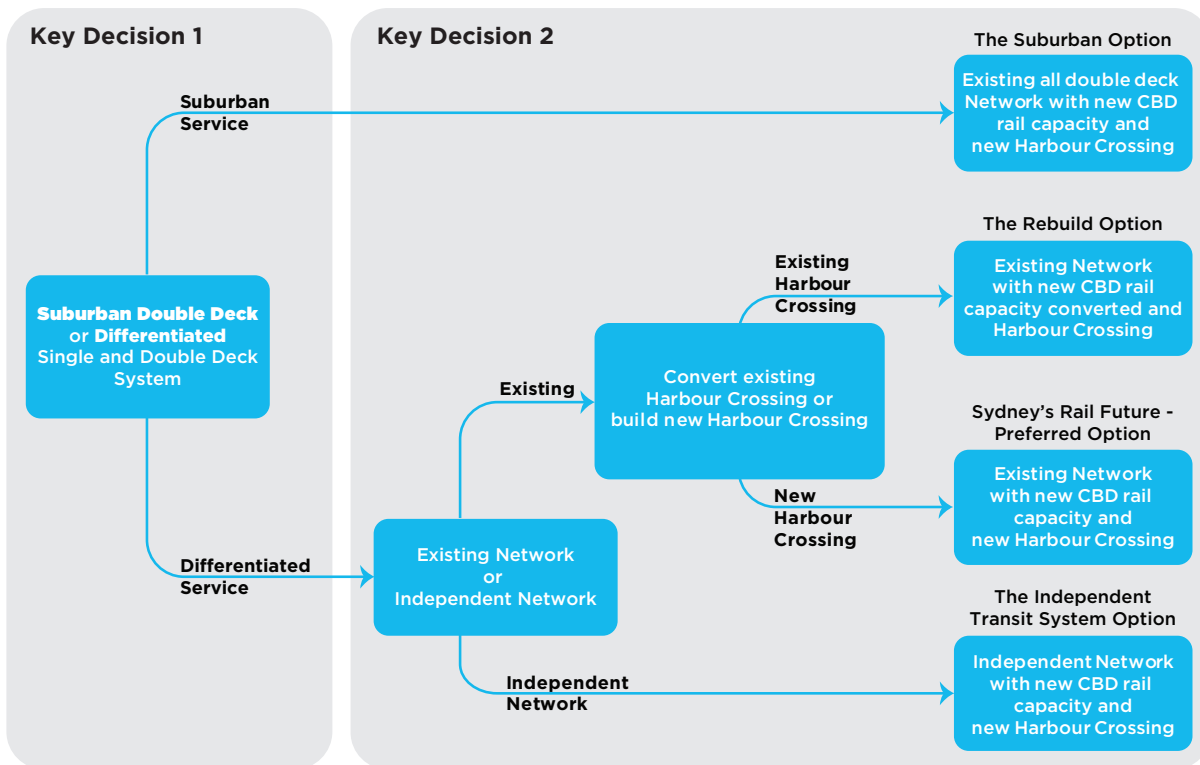 Key Decision 1
Key Decision 2
The Suburban Option
Suburban
Service
Existing all double deck
Network with new CBD
rail capacity and
new Harbour Crossing
The Rebuild Option
Existing
Harbour
Crossing
Existing Network
with new CBD rail
capacity converted and
Harbour Crossing
Suburban Double Deck
or Differentiated
Single and Double Deck
System
Existing
Convert existing
Harbour Crossing or
build new Harbour Crossing
Sydney's Rail Future -
Preferred Option
New
Harbour
Crossing
Existing Network
with new CBD rail
capacity and
new Harbour Crossing
Differentiated
Service
Existing Network
or
Independent Network
The Independent
Transit System Option
Independent
Network
Independent Network
with new CBD rail
capacity and
new Harbour Crossing